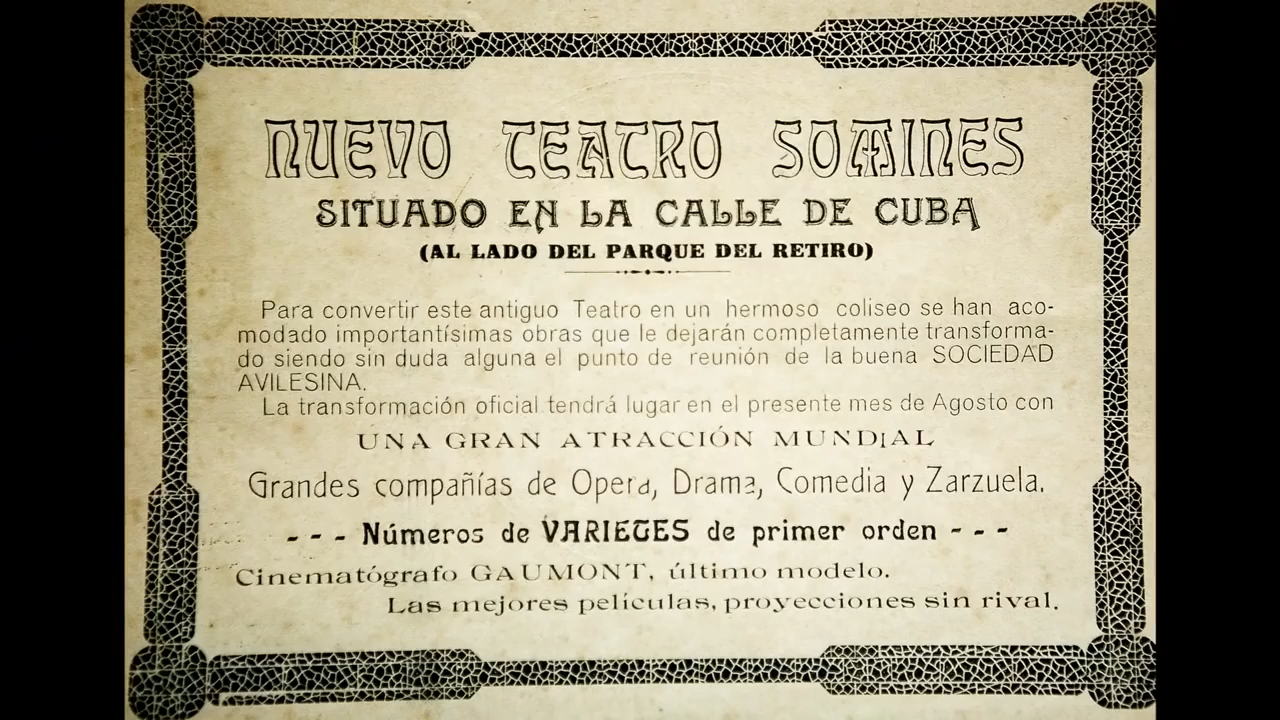 NUEVO TEATRO SOMINES
SITUADO EN LA CALLE DE CUBA
(AL LADO DEL PARQUE DEL RETIRO)
Para convertir este antiguo Teatro en un hermoso coliseo se han aco-
modado importantísimas obras que le dejarán completamente transforma-
do siendo sin duda alguna el punto de reunión de la buena SOCIEDAD
AVILESINA.
La transformación oficial tendrá lugar en el presente mes de Agosto con
UNA GRAN ATRACCIÓN MUNDIAL
Grandes compañías de Opera, Drama, Comedia y Zarzuela.
- - - Números de VARIETES de primer orden - - -
Cinematógrafo GAUMONT, último modelo.
Las mejores películas, proyecciones sin rival.